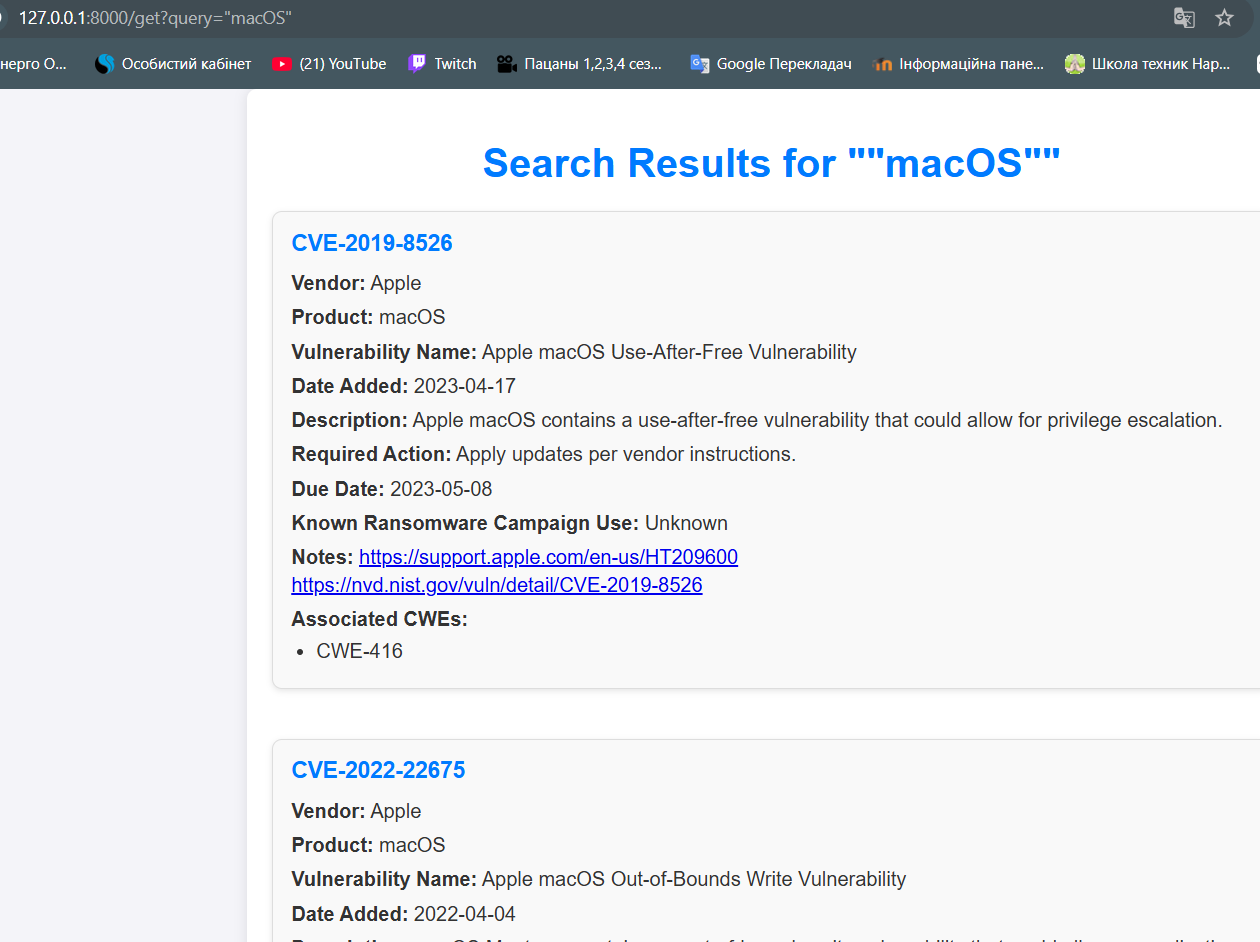 127.0.0.1:8000/get?query="macOS"
нерго О... Особистий кабінет (21) YouTube Twitch Пацаны 1,2,3,4 сез... Google Перекладач Інформаційна пане... Школа техник Нар...
Search Results for ""macOS""
CVE-2019-8526
Vendor: Apple
Product: macOS
Vulnerability Name: Apple macOS Use-After-Free Vulnerability
Date Added: 2023-04-17
Description: Apple macOS contains a use-after-free vulnerability that could allow for privilege escalation.
Required Action: Apply updates per vendor instructions.
Due Date: 2023-05-08
Known Ransomware Campaign Use: Unknown
Notes: https://support.apple.com/en-us/HT209600
https://nvd.nist.gov/vuln/detail/CVE-2019-8526
Associated CWEs:
• CWE-416
CVE-2022-22675
Vendor: Apple
Product: macOS
Vulnerability Name: Apple macOS Out-of-Bounds Write Vulnerability
Date Added: 2022-04-04